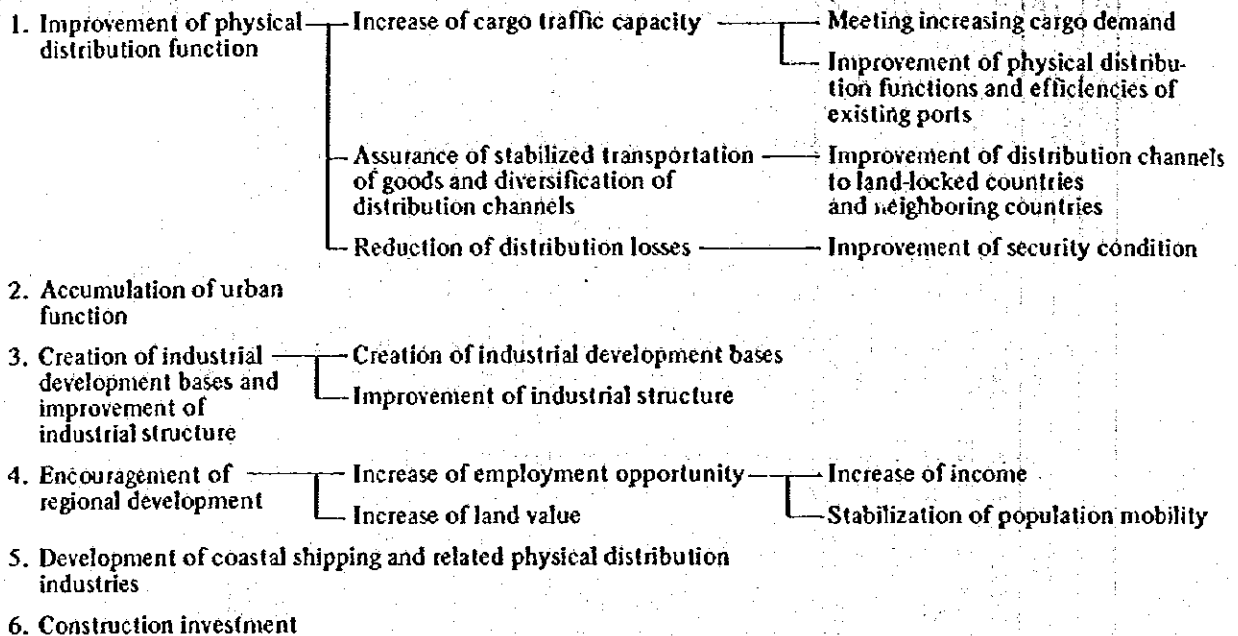 1. Improvement of physical
distribution function
Increase of cargo traffic capacity
Meeting increasing cargo demand
Improvement of physical distribu-
tion functions and efficiencies of
existing ports
Assurance of stabilized transportation
of goods and diversification of
distribution channels
Improvement of distribution channels
to land-locked countries
and neighboring countries
Reduction of distribution losses
Improvement of security condition
2. Accumulation of urban
function
3. Creation of industrial
development bases and
improvement of
industrial structure
Creation of industrial development bases
Improvement of industrial structure
4. Encouragement of
regional development
Increase of employment opportunity
Increase of income
Stabilization of population mobility
Increase of land value
5. Development of coastal shipping and related physical distribution
industries
6. Construction investment